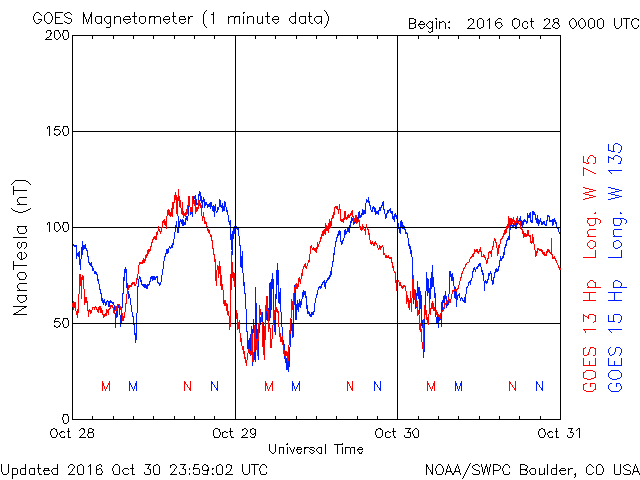 GOES Magnetometer (1 minute data)
Begin: 2016 Oct 28 0000 UTC
200
150
100
50
0
NanoTesla (nT)
M M N N M M N N M M N N
Oct 28 Oct 29 Oct 30 Oct 31
Universal Time
GOES 13 Hp Long. W 75
GOES 15 Hp Long. W 135
Updated 2016 Oct 30 23:59:02 UTC
NOAA/SWPC Boulder, CO USA